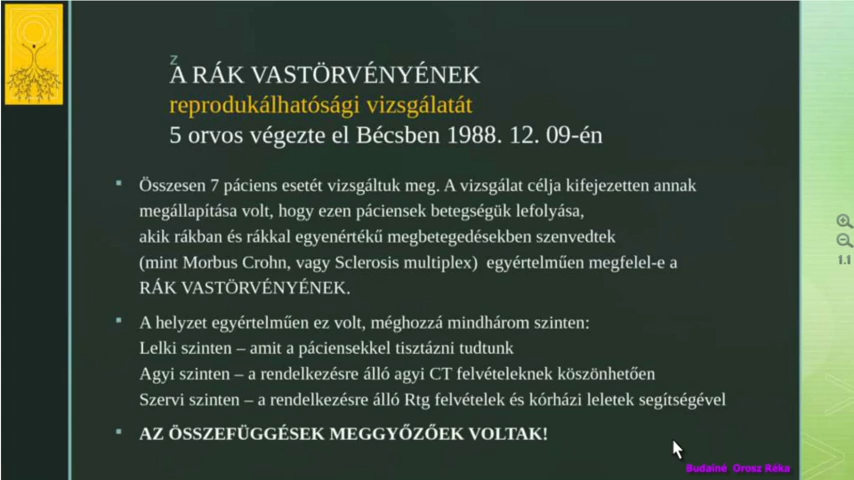 z
A RÁK VASTÖRVÉNYÉNEK
reprodukálhatósági vizsgálatát
5 orvos végezte el Bécsben 1988. 12. 09-én
Összesen 7 páciens esetét vizsgáltuk meg. A vizsgálat célja kifejezetten annak
megállapítása volt, hogy ezen páciensek betegségük lefolyása,
akik rákban és rákkal egyenértékű megbetegedésekben szenvedtek
(mint Morbus Crohn, vagy Sclerosis multiplex) egyértelműen megfelel-e a
RÁK VASTÖRVÉNYÉNEK.
A helyzet egyértelműen ez volt, méghozzá mindhárom szinten:
Lelki szinten – amit a páciensekkel tisztázni tudtunk
Agyi szinten – a rendelkezésre álló agyi CT felvételeknek köszönhetően
Szervi szinten – a rendelkezésre álló Rtg felvételek és kórházi leletek segítségével
AZ ÖSSZEFÜGGÉSEK MEGGYŐZŐEK VOLTAK!
1.1
Budainé Orosz Réka